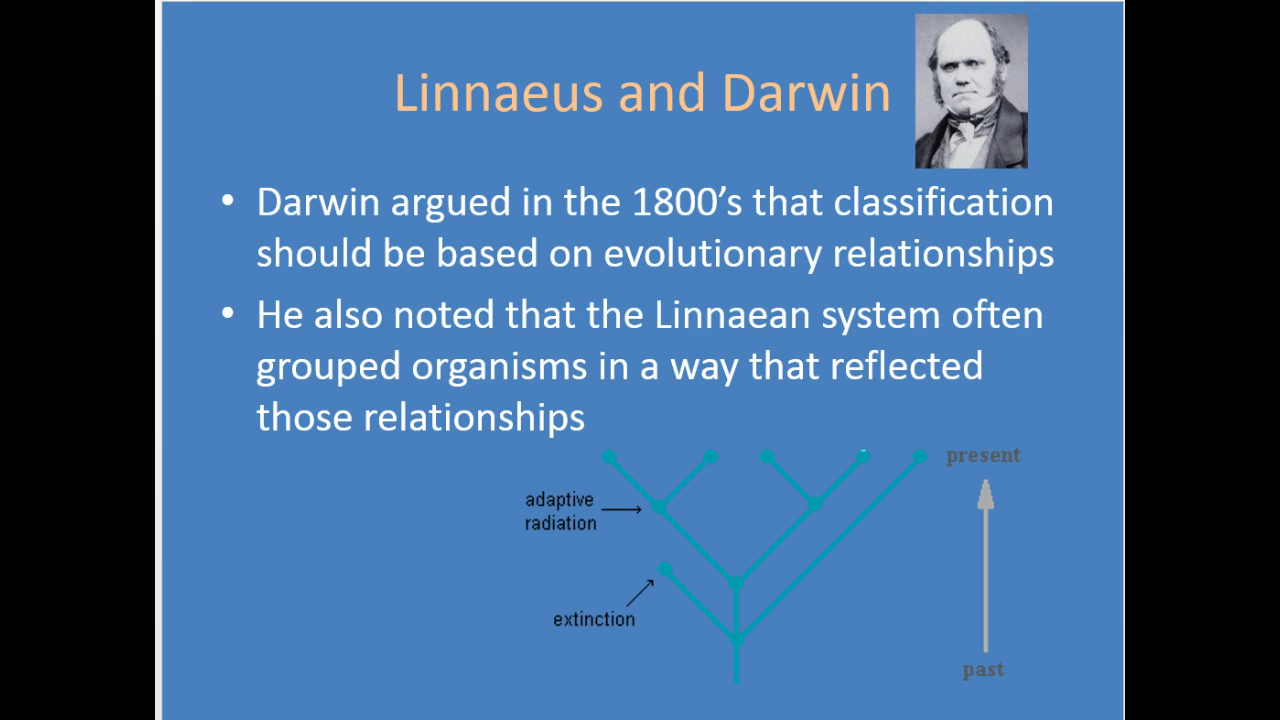 Linnaeus and Darwin
• Darwin argued in the 1800’s that classification
should be based on evolutionary relationships
• He also noted that the Linnaean system often
grouped organisms in a way that reflected
those relationships
present
adaptive
radiation
extinction
past